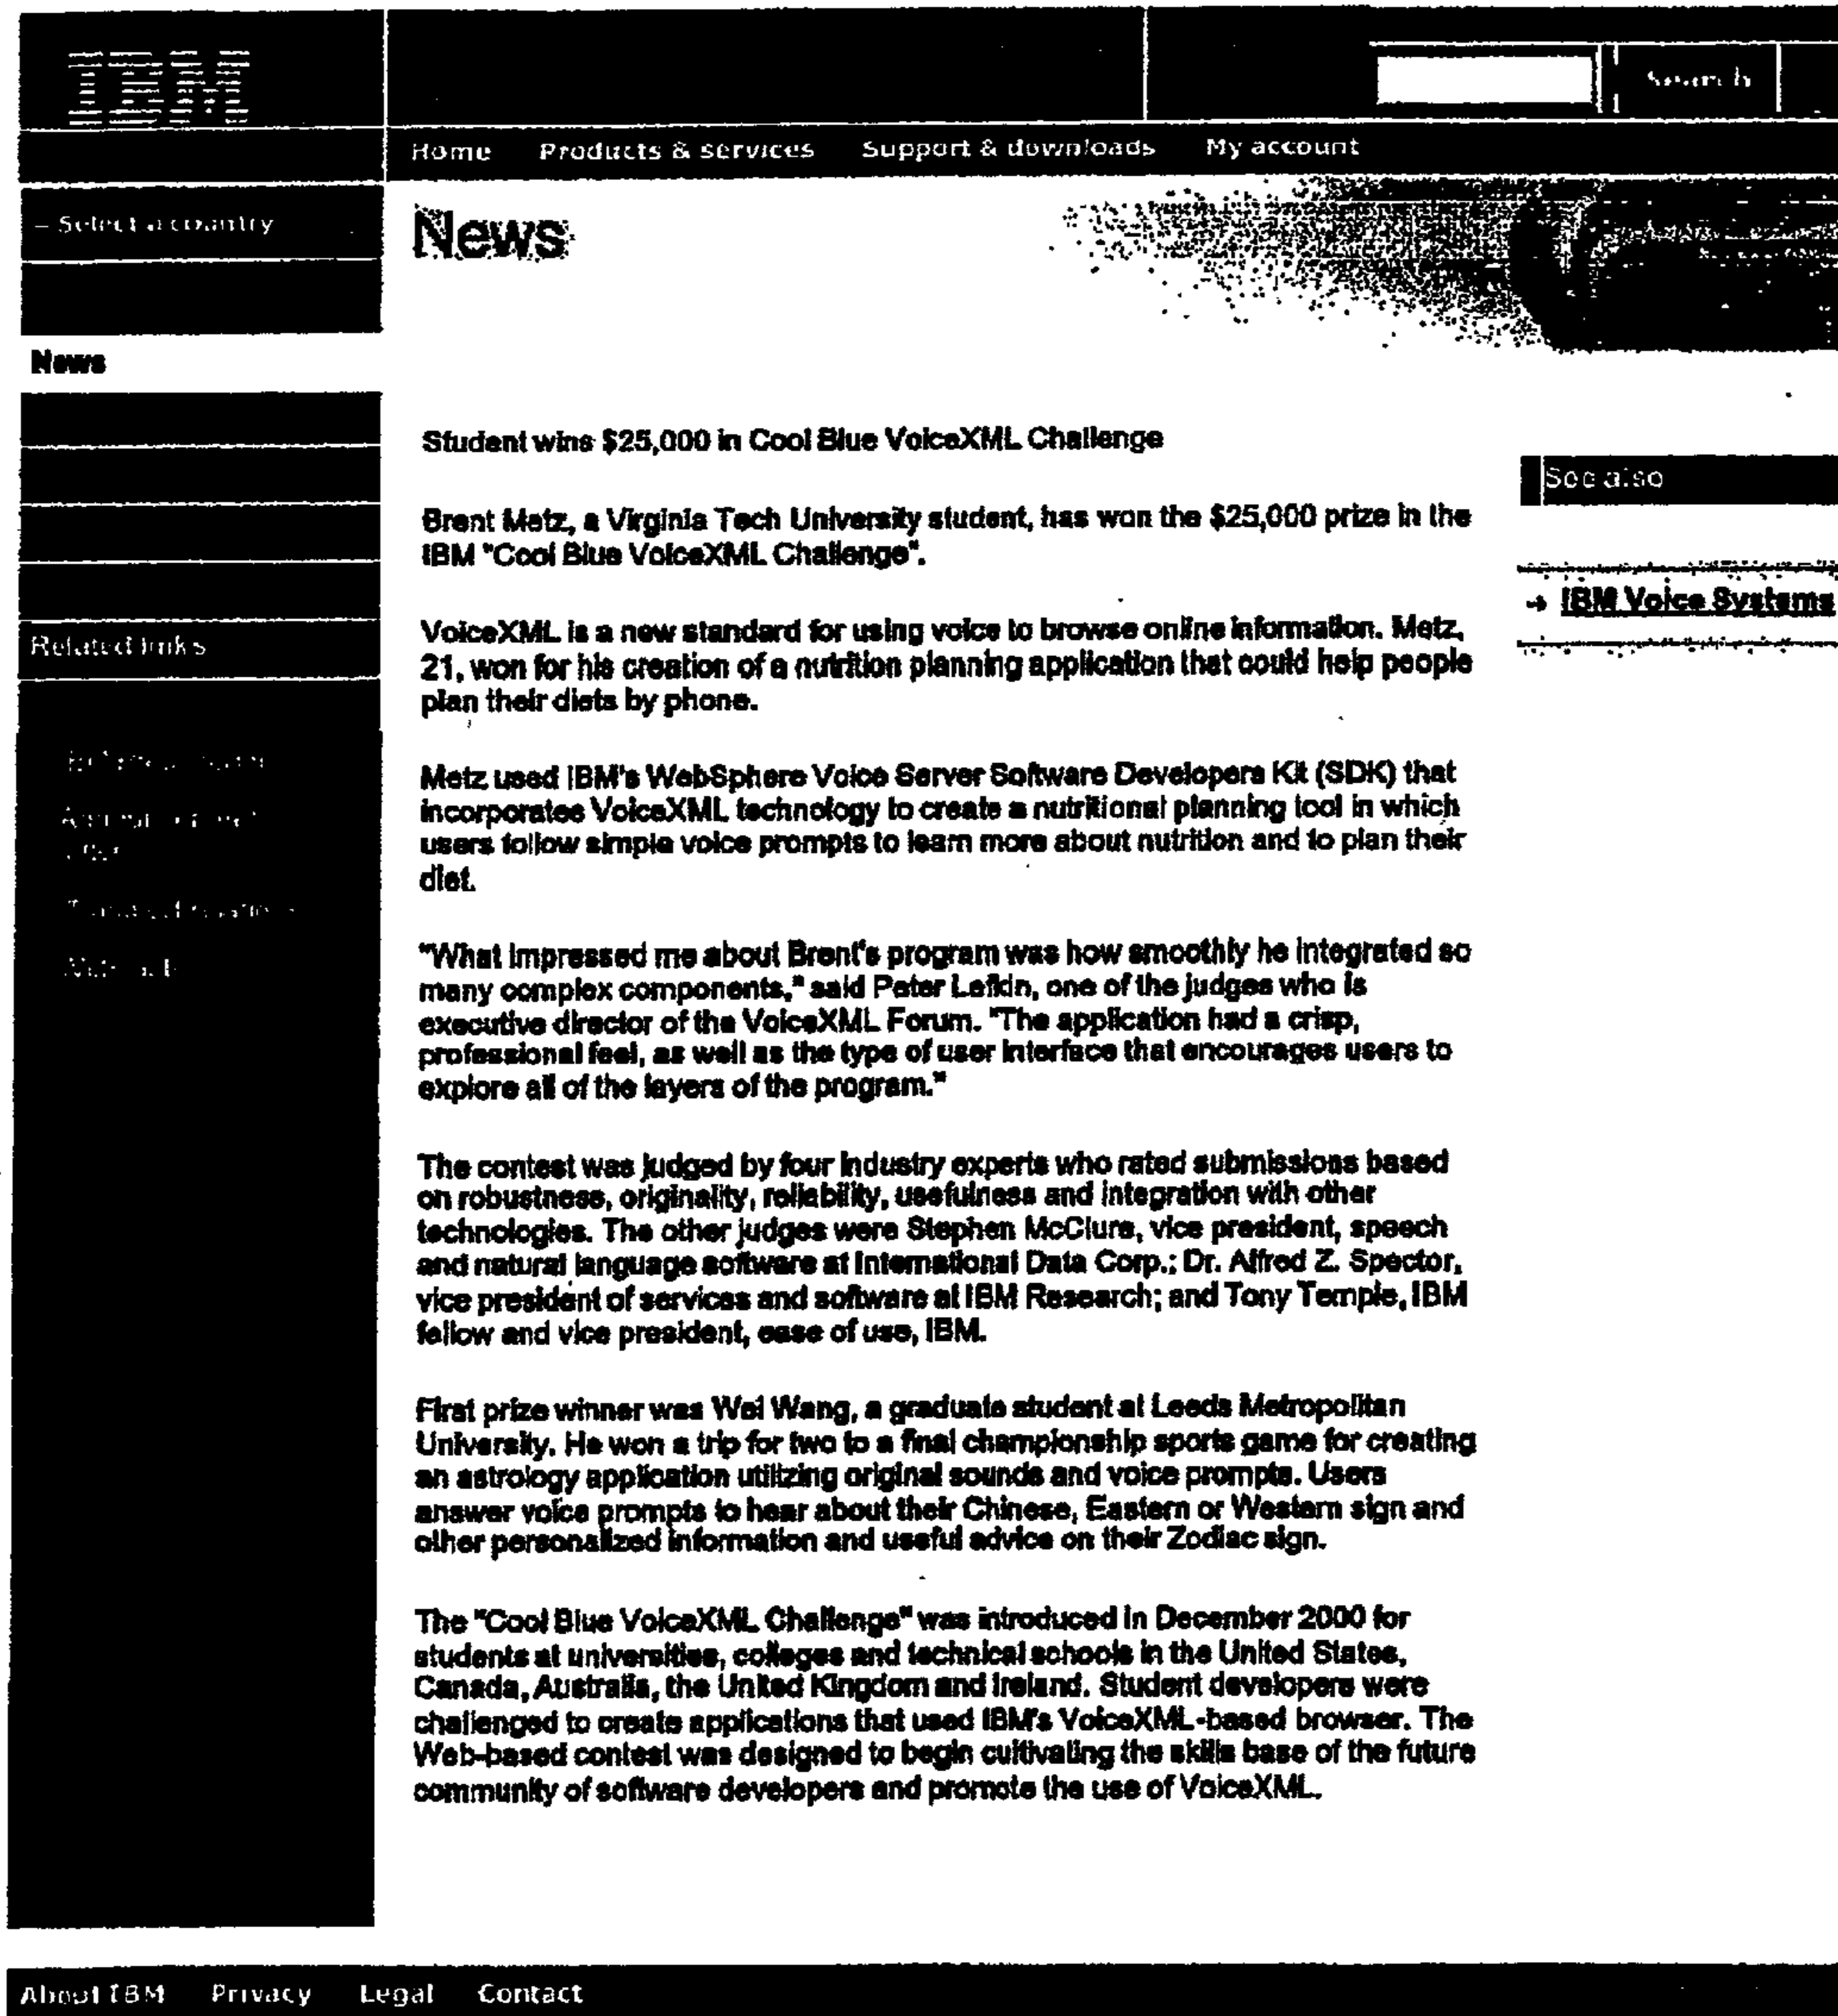 IBM
Search
Home Products & services Support & downloads My account
– Select a country
News
News
Student wins $25,000 in Cool Blue VoiceXML Challenge
See also
Brent Metz, a Virginia Tech University student, has won the $25,000 prize in the
IBM "Cool Blue VoiceXML Challenge".
→ IBM Voice Systems
VoiceXML is a new standard for using voice to browse online information. Metz,
21, won for his creation of a nutrition planning application that could help people
plan their diets by phone.
Related links
Metz used IBM's WebSphere Voice Server Software Developers Kit (SDK) that
incorporates VoiceXML technology to create a nutritional planning tool in which
users follow simple voice prompts to learn more about nutrition and to plan their
diet.
"What impressed me about Brent's program was how smoothly he integrated so
many complex components," said Peter Lefkin, one of the judges who is
executive director of the VoiceXML Forum. "The application had a crisp,
professional feel, as well as the type of user interface that encourages users to
explore all of the layers of the program."
The contest was judged by four industry experts who rated submissions based
on robustness, originality, reliability, usefulness and integration with other
technologies. The other judges were Stephen McClure, vice president, speech
and natural language software at International Data Corp.; Dr. Alfred Z. Spector,
vice president of services and software at IBM Research; and Tony Temple, IBM
fellow and vice president, ease of use, IBM.
First prize winner was Wei Wang, a graduate student at Leeds Metropolitan
University. He won a trip for two to a final championship sports game for creating
an astrology application utilizing original sounds and voice prompts. Users
answer voice prompts to hear about their Chinese, Eastern or Western sign and
other personalized information and useful advice on their Zodiac sign.
The "Cool Blue VoiceXML Challenge" was introduced in December 2000 for
students at universities, colleges and technical schools in the United States,
Canada, Australia, the United Kingdom and Ireland. Student developers were
challenged to create applications that used IBM's VoiceXML-based browser. The
Web-based contest was designed to begin cultivating the skills base of the future
community of software developers and promote the use of VoiceXML.
About IBM Privacy Legal Contact